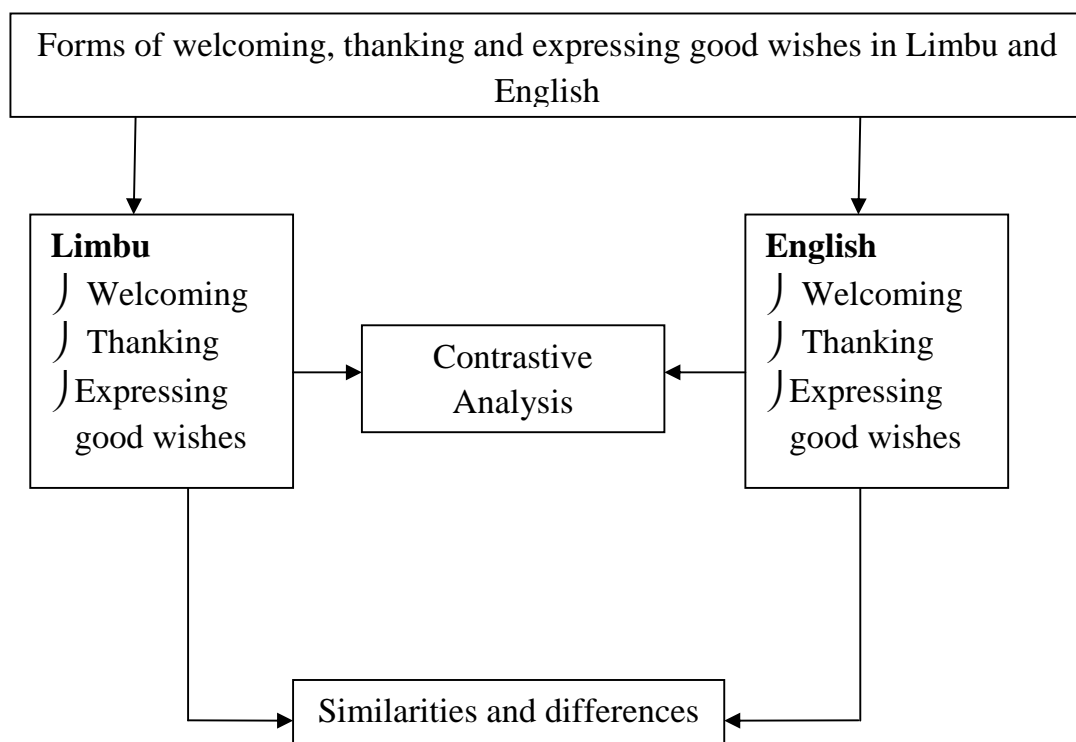 Forms of welcoming, thanking and expressing good wishes in Limbu and
English
Limbu
⌡ Welcoming
⌡ Thanking
⌡Expressing
good wishes
English
⌡ Welcoming
⌡ Thanking
⌡Expressing
good wishes
Contrastive
Analysis
Similarities and differences